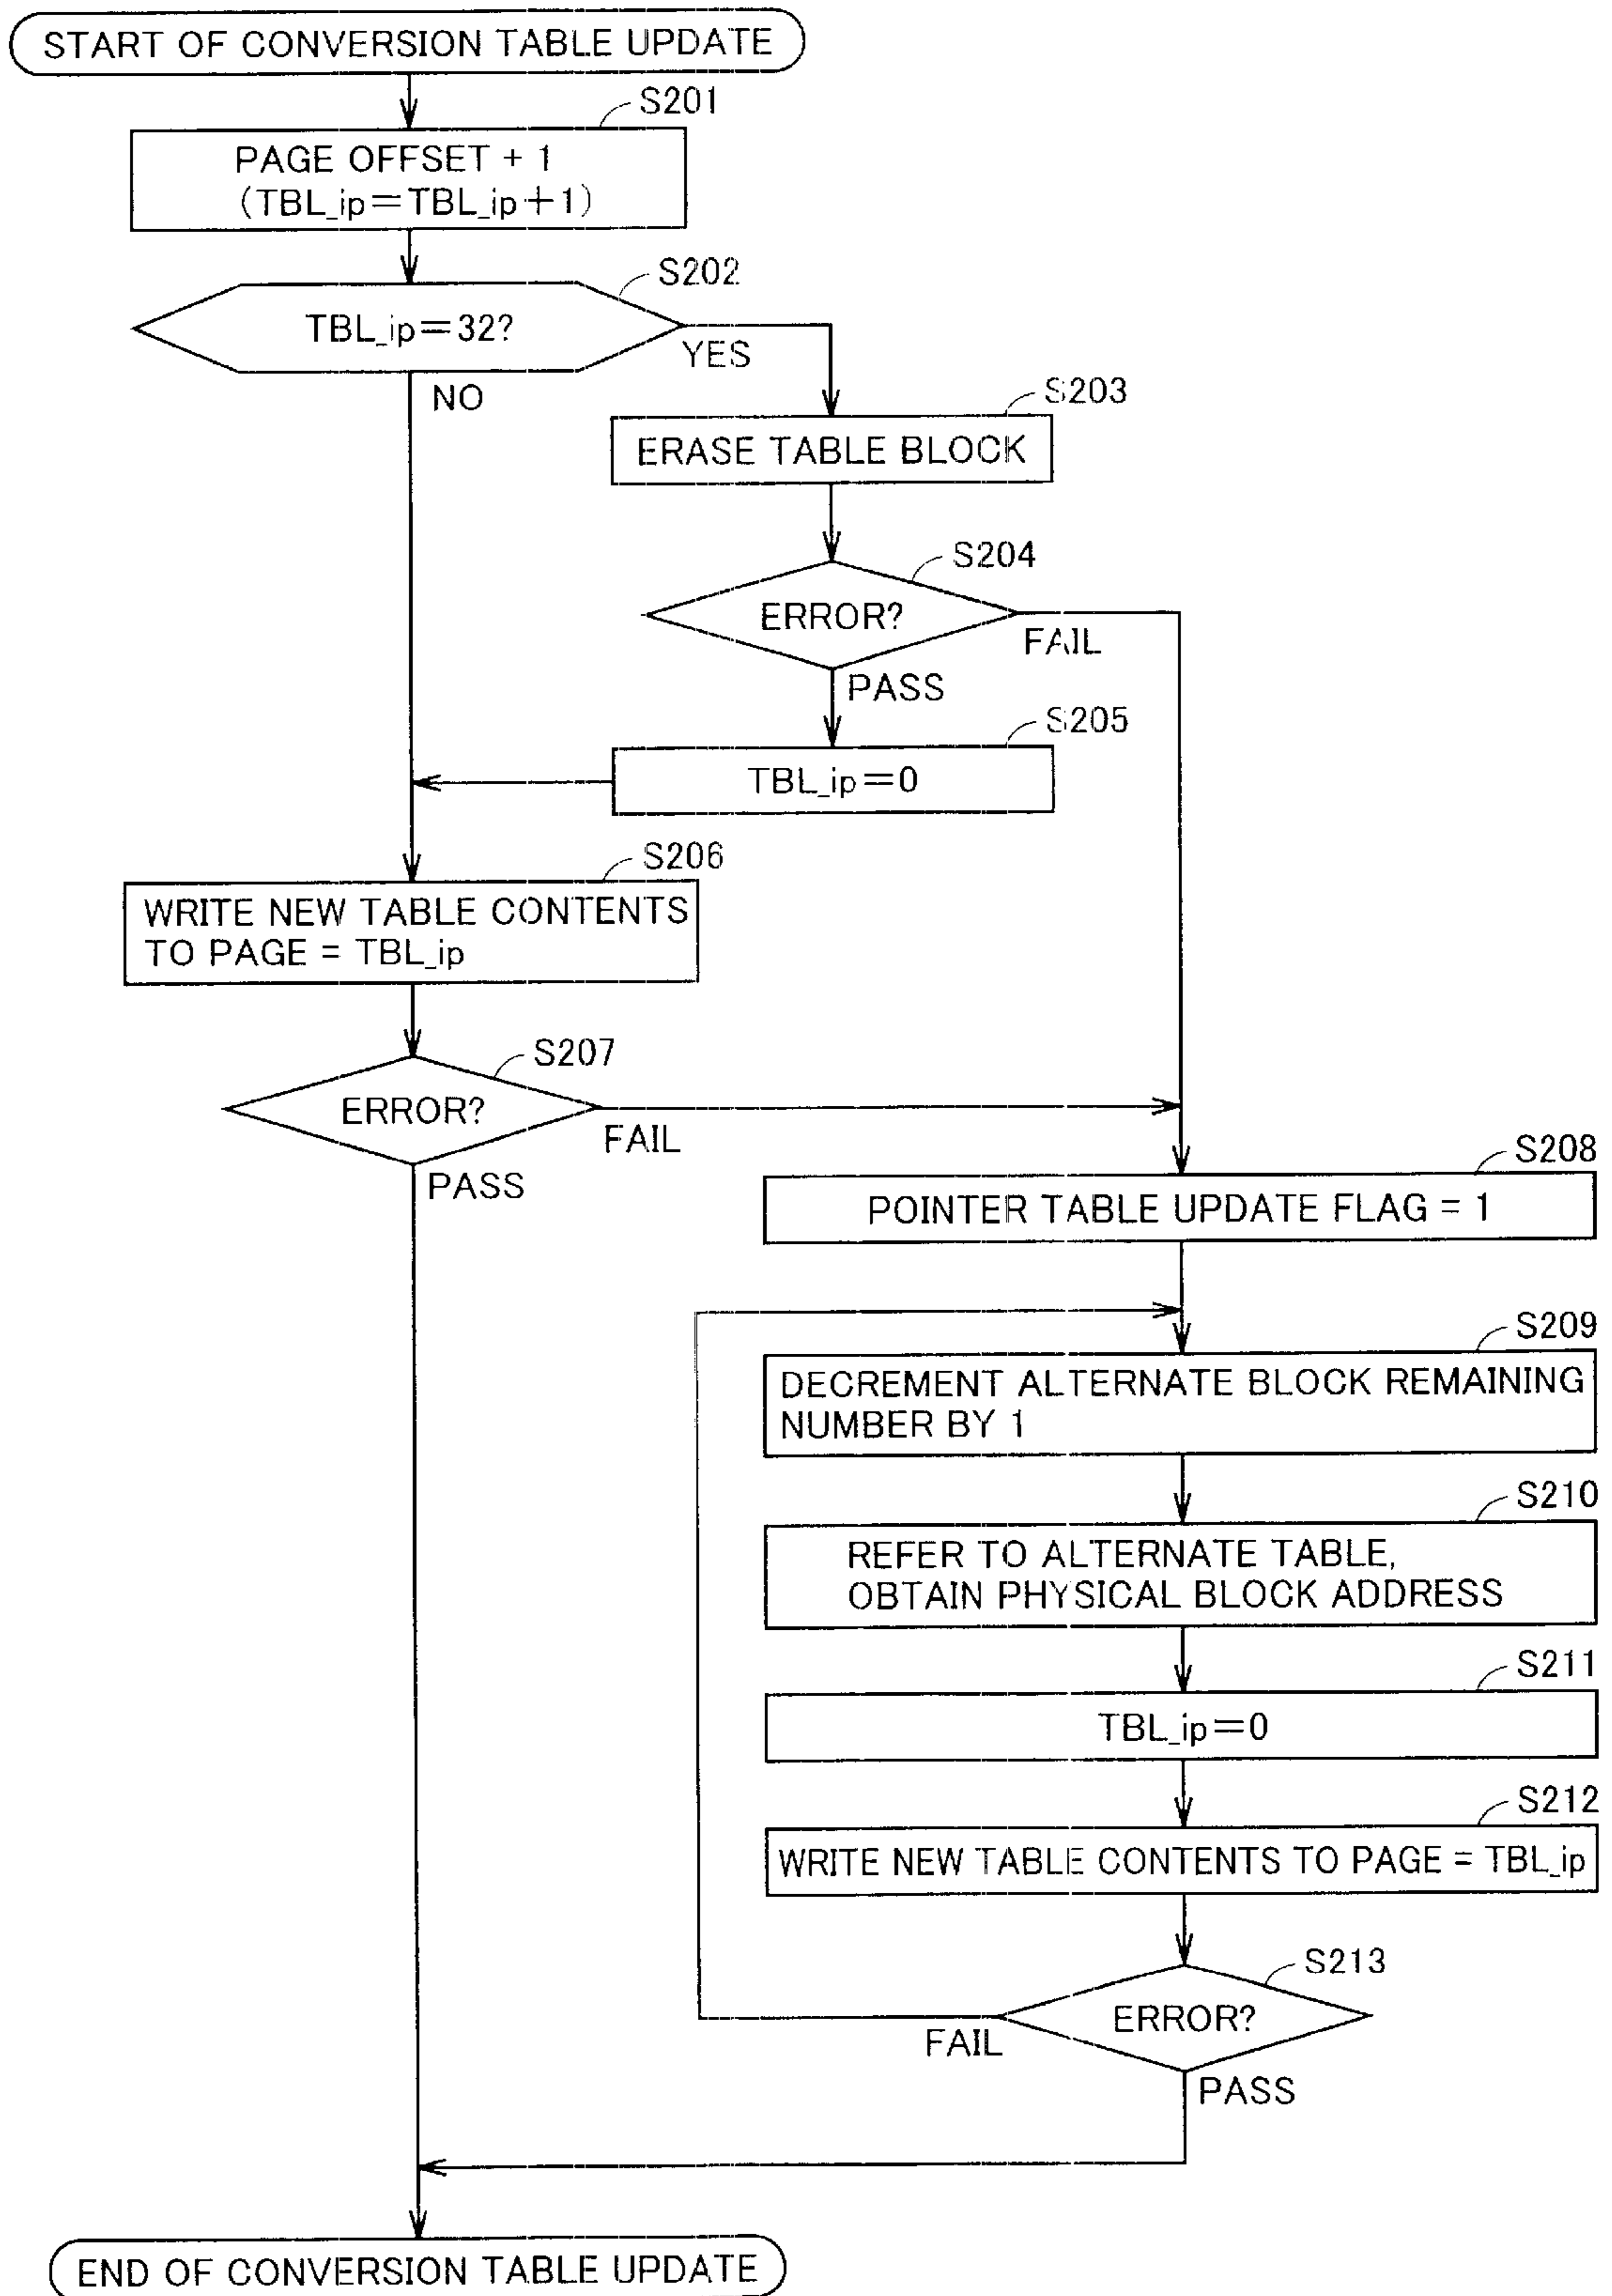 START OF CONVERSION TABLE UPDATE
S201
PAGE OFFSET + 1
(TBL_ip=TBL_ip+1)
S202
TBL_ip=32?
YES
NO
S203
ERASE TABLE BLOCK
S204
ERROR?
FAIL
PASS
S205
TBL_ip=0
S206
WRITE NEW TABLE CONTENTS
TO PAGE = TBL_ip
S207
ERROR?
FAIL
PASS
S208
POINTER TABLE UPDATE FLAG = 1
S209
DECREMENT ALTERNATE BLOCK REMAINING
NUMBER BY 1
S210
REFER TO ALTERNATE TABLE,
OBTAIN PHYSICAL BLOCK ADDRESS
S211
TBL_ip=0
S212
WRITE NEW TABLE CONTENTS TO PAGE = TBL_ip
S213
ERROR?
FAIL
PASS
END OF CONVERSION TABLE UPDATE